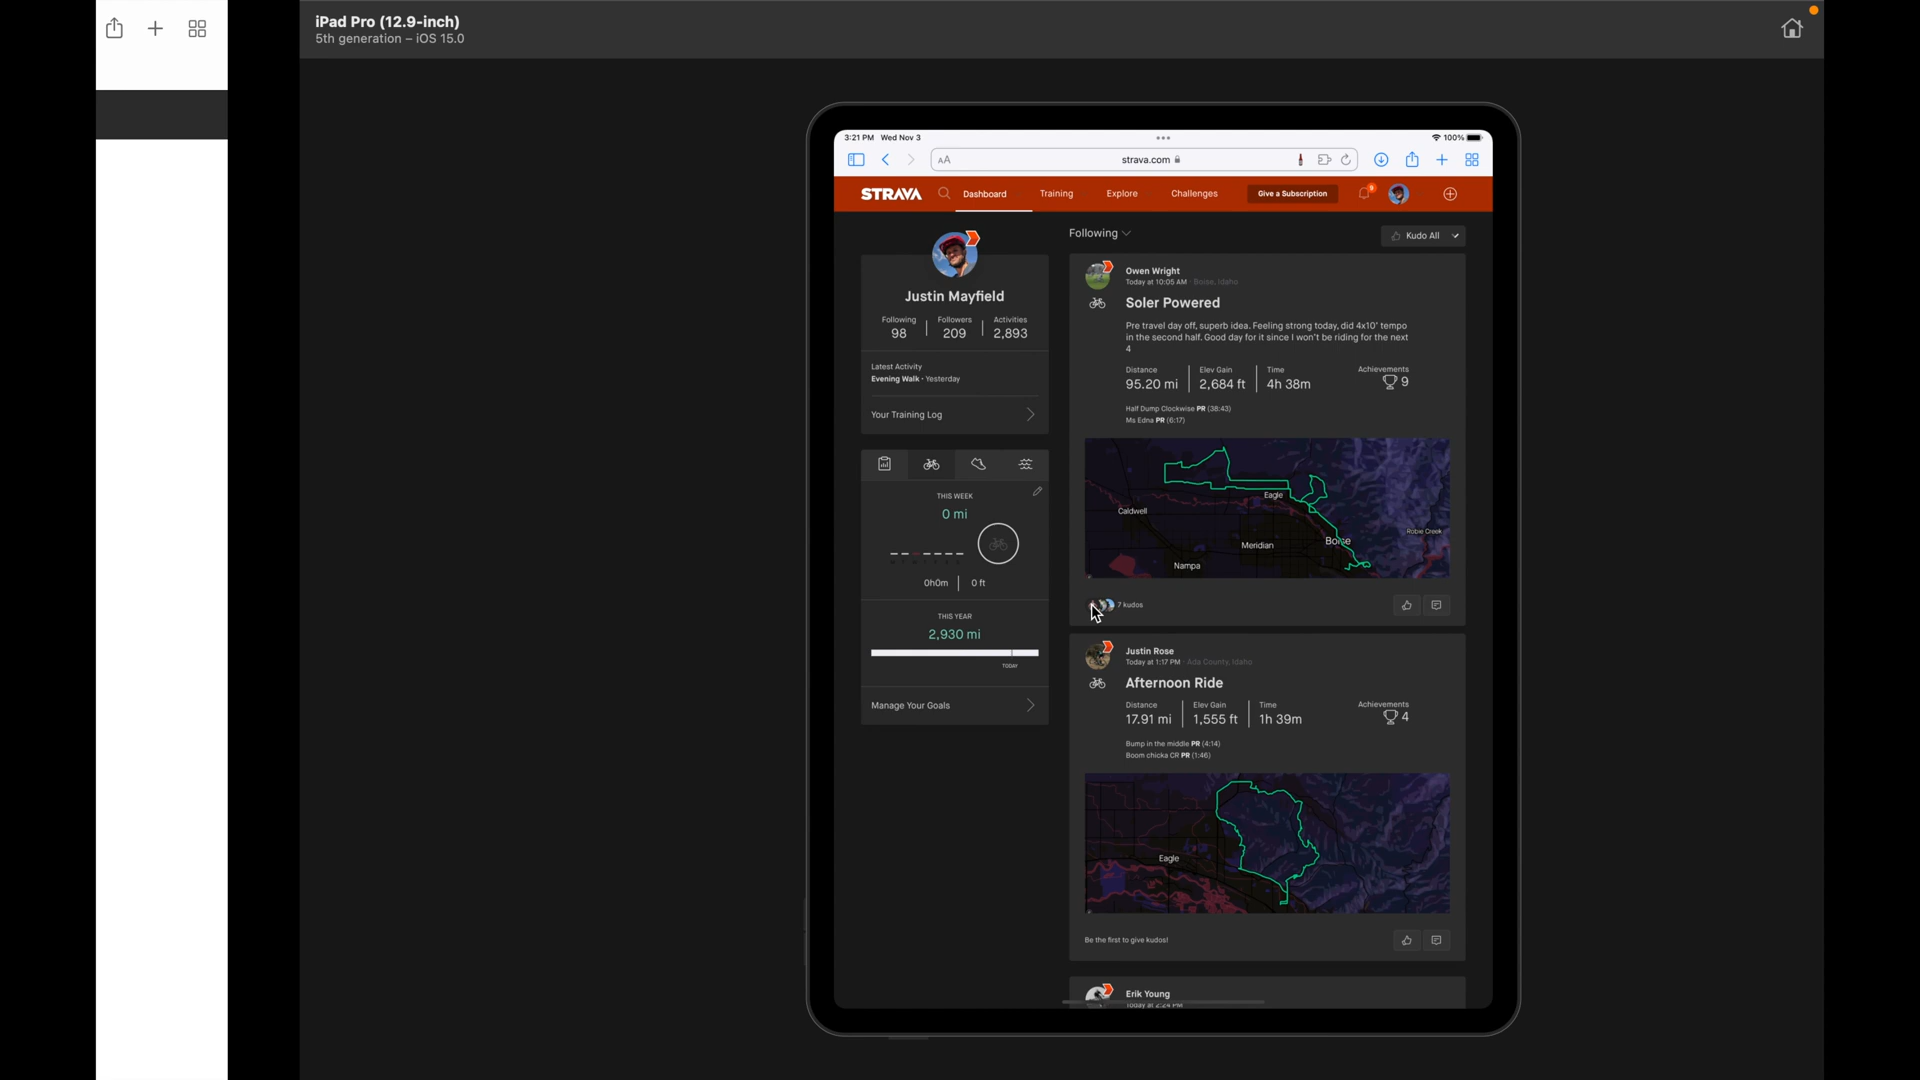 iPad Pro (12.9-inch)
5th generation – iOS 15.0
3:21 PM Wed Nov 3
100%
AA
strava.com
STRAVA
Dashboard
Training
Explore
Challenges
Give a Subscription
Following
Kudo All
Justin Mayfield
Following
Followers
Activities
98
209
2,893
Latest Activity
Evening Walk • Yesterday
Your Training Log
THIS WEEK
0 mi
0h0m
0 ft
THIS YEAR
2,930 mi
TODAY
Manage Your Goals
Owen Wright
Today at 10:05 AM · Boise, Idaho
Soler Powered
Pre travel day off, superb idea. Feeling strong today, did 4x10' tempo
in the second half. Good day for it since I won't be riding for the next
4
Distance
Elev Gain
Time
Achievements
95.20 mi
2,684 ft
4h 38m
9
Half Dump Clockwise PR (38:43)
Ms Edna PR (6:17)
Eagle
Caldwell
Robie Creek
Boise
Meridian
Nampa
7 kudos
Justin Rose
Today at 1:17 PM · Ada County, Idaho
Afternoon Ride
Distance
Elev Gain
Time
Achievements
17.91 mi
1,555 ft
1h 39m
4
Bump in the middle PR (4:14)
Boom chicka CR PR (1:46)
Eagle
Be the first to give kudos!
Erik Young
Today at 2:24 PM